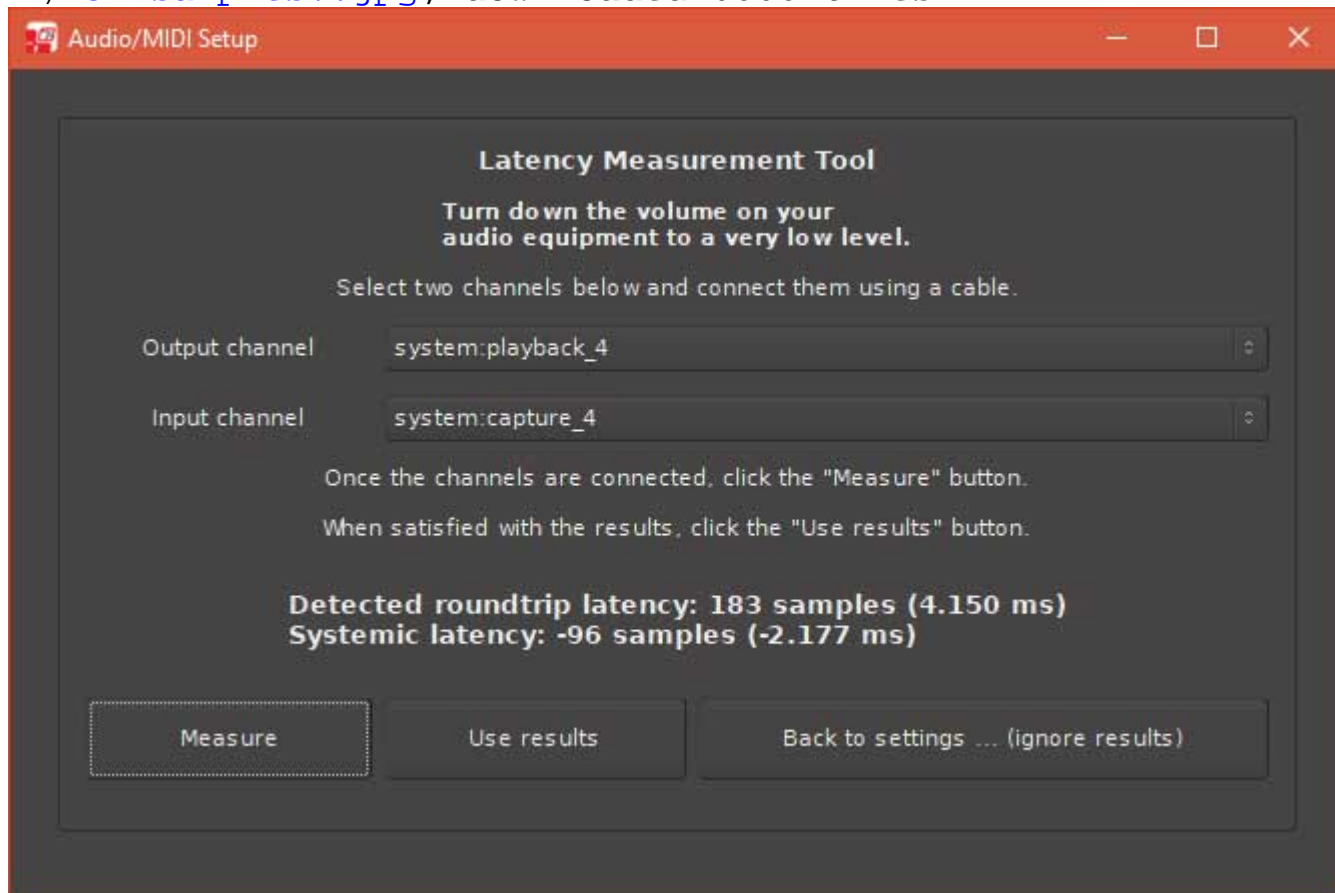 Audio/MIDI Setup
Latency Measurement Tool
Turn down the volume on your
audio equipment to a very low level.
Select two channels below and connect them using a cable.
Output channel system:playback_4
Input channel system:capture_4
Once the channels are connected, click the "Measure" button.
When satisfied with the results, click the "Use results" button.
Detected roundtrip latency: 183 samples (4.150 ms)
Systemic latency: -96 samples (-2.177 ms)
Measure Use results Back to settings ... (ignore results)